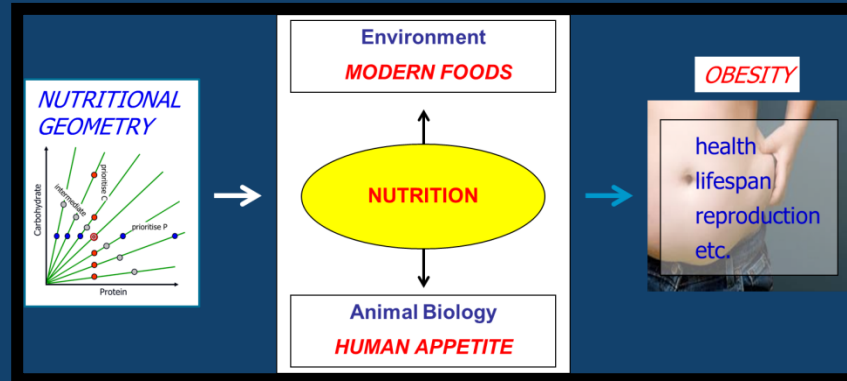 NUTRITIONAL
GEOMETRY
Carbohydrate
intermediate
prioritise C
prioritise P
Protein
Environment
MODERN FOODS
NUTRITION
Animal Biology
HUMAN APPETITE
OBESITY
health
lifespan
reproduction
etc.